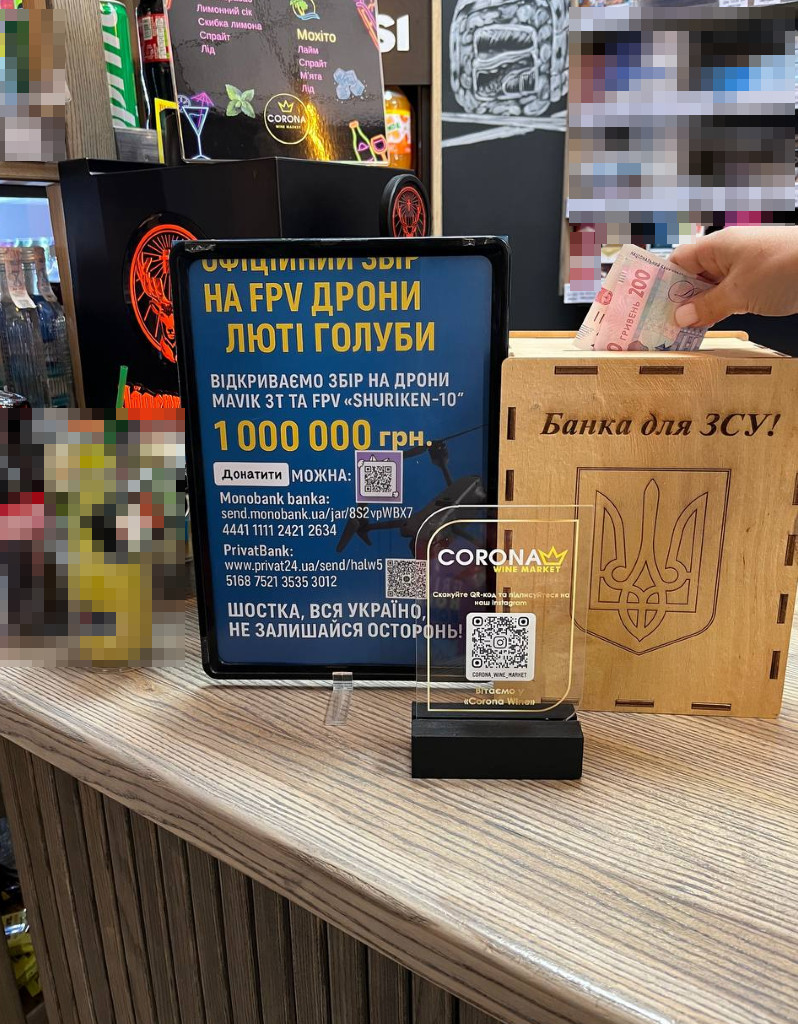 Лимонний сік
Скибка лимона
Спрайт
Лід
Мохіто
Лайм
Спрайт
М'ята
Лід
CORONA
WINE MARKET
SI
ОФІЦІЙНИЙ ЗБІР
НА FPV ДРОНИ
ЛЮТІ ГОЛУБИ
ВІДКРИВАЄМО ЗБІР НА ДРОНИ
MAVIK 3T ТА FPV «SHURIKEN-10”
1 000 000 грн.
Донатити МОЖНА:
Monobank banka:
send.monobank.ua/jar/8S2vpWBX7
4441 1111 2421 2634
PrivatBank:
www.privat24.ua/send/halw5
5168 7521 3535 3012
ШОСТКА, ВСЯ УКРАЇНО,
НЕ ЗАЛИШАЙСЯ ОСТОРОНЬ!
200
ГРИВЕНЬ
Банка для ЗСУ!
CORONA
WINE MARKET
Скануйте QR-код та підписуйтеся на
наш Instagram
CORONA_WINE_MARKET
Вітаємо у
«Corona Wine»